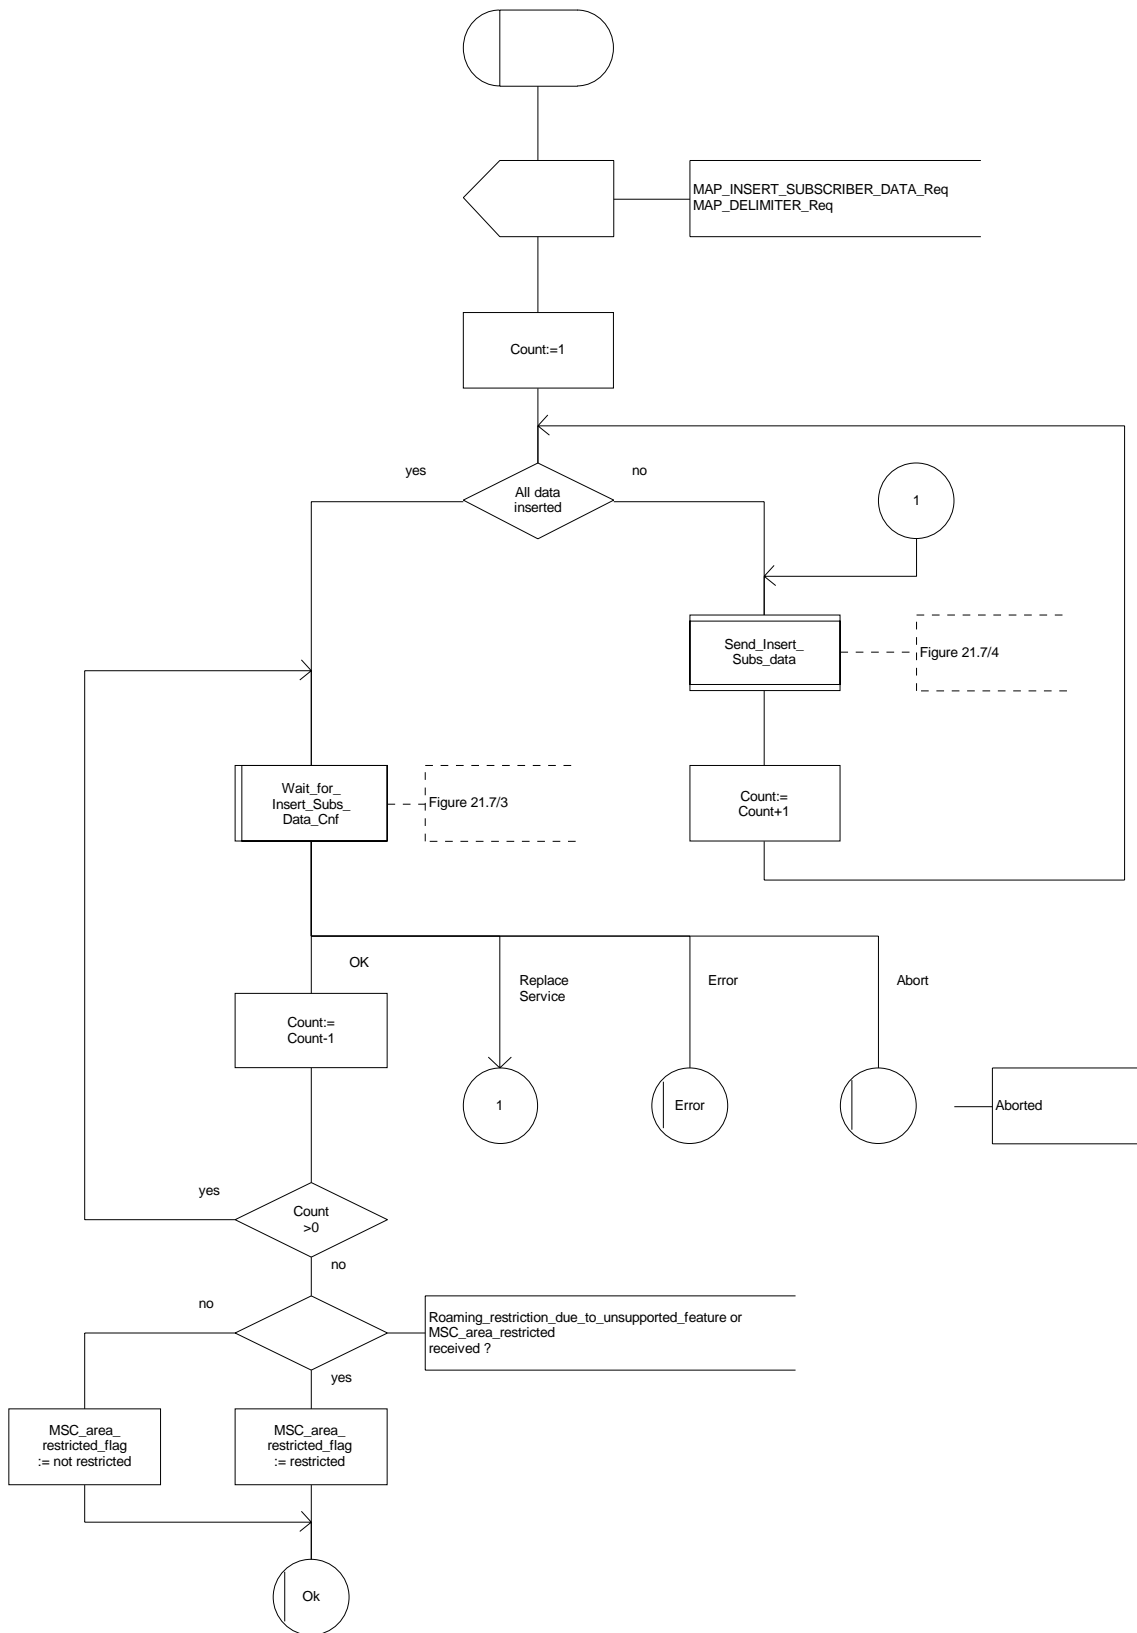 MAP_INSERT_SUBSCRIBER_DATA_Req
MAP_DELIMITER_Req
Count:=1
yes
no
All data
inserted
1
Send_Insert_
Subs_data
Figure 21.7/4
Wait_for_
Insert_Subs_
Data_Cnf
Figure 21.7/3
Count:=
Count+1
OK
Replace
Service
Error
Abort
Count:=
Count-1
1
Error
Aborted
yes
Count
>0
no
no
Roaming_restriction_due_to_unsupported_feature or
MSC_area_restricted
received ?
yes
MSC_area_
restricted_flag
:= not restricted
MSC_area_
restricted_flag
:= restricted
Ok